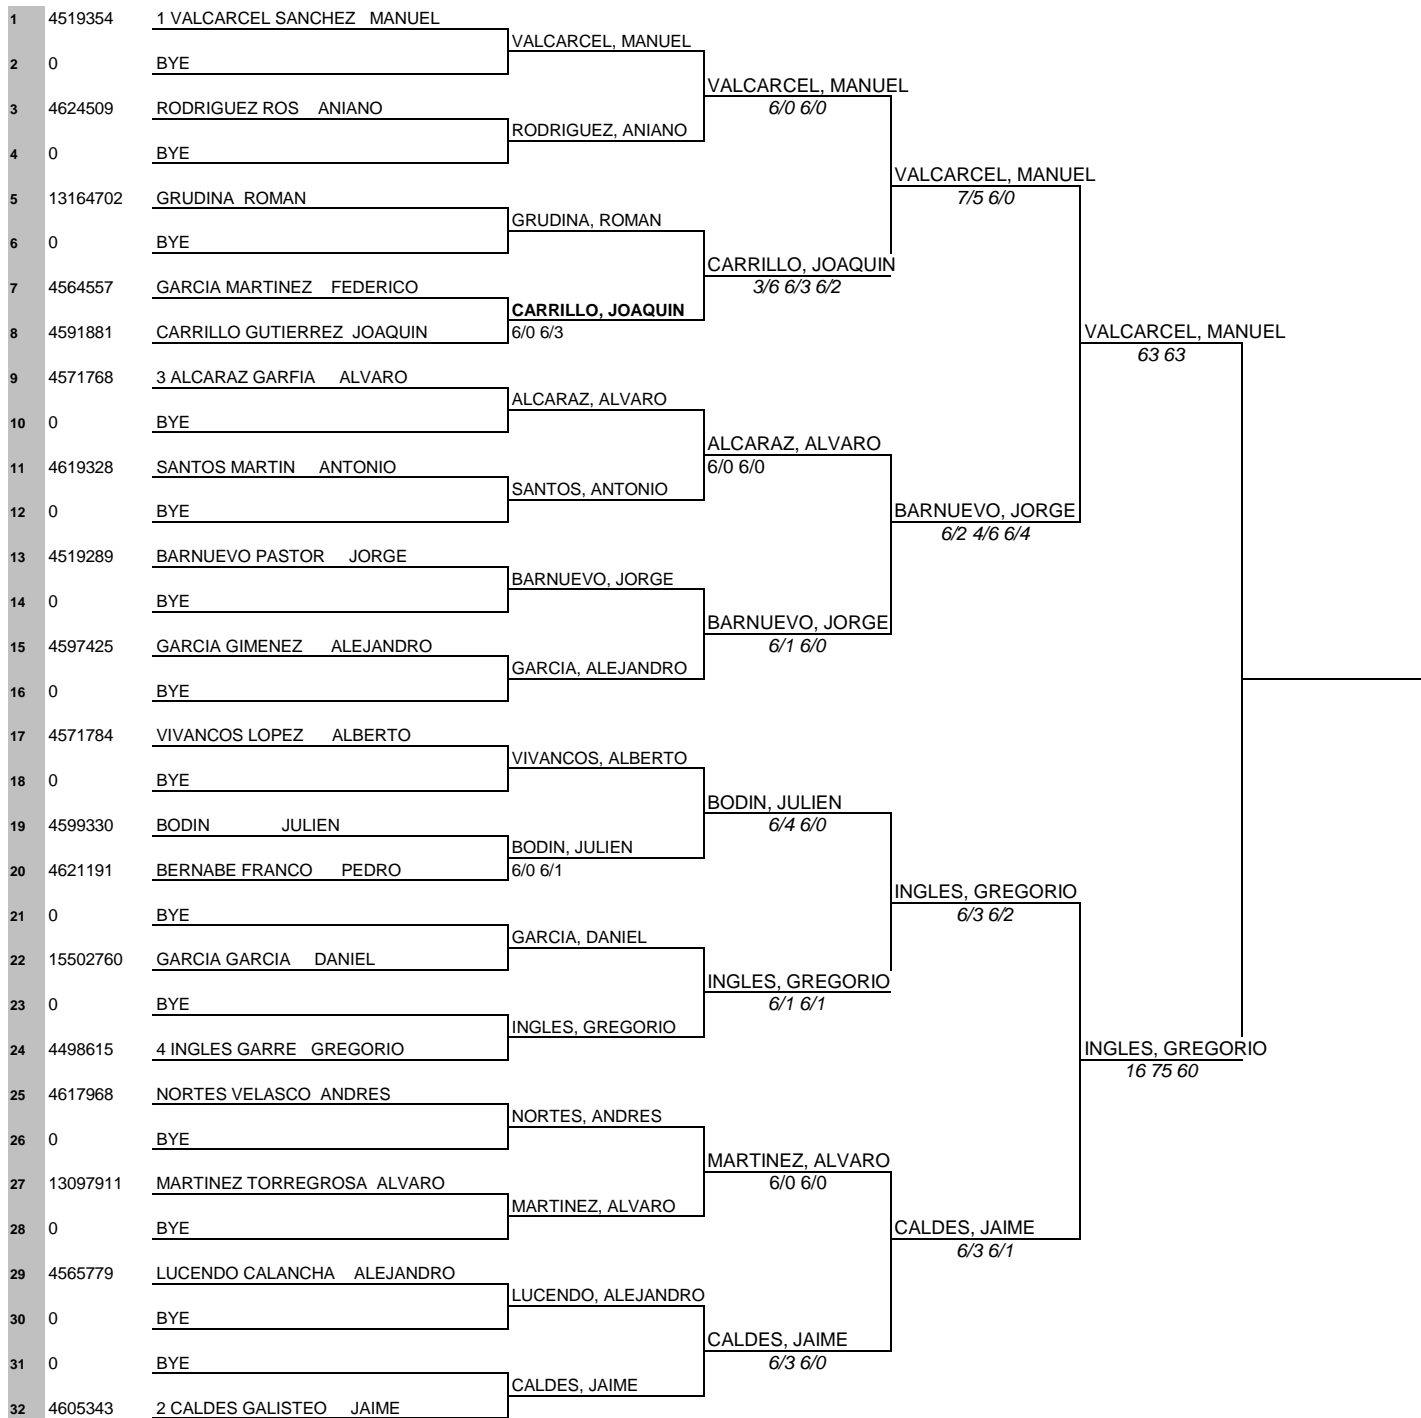 1 4519354 1 VALCARCEL SANCHEZ MANUEL
VALCARCEL, MANUEL
2 0 BYE
VALCARCEL, MANUEL
6/0 6/0
3 4624509 RODRIGUEZ ROS ANIANO
RODRIGUEZ, ANIANO
4 0 BYE
VALCARCEL, MANUEL
7/5 6/0
5 13164702 GRUDINA ROMAN
GRUDINA, ROMAN
6 0 BYE
CARRILLO, JOAQUIN
3/6 6/3 6/2
7 4564557 GARCIA MARTINEZ FEDERICO
CARRILLO, JOAQUIN
8 4591881 CARRILLO GUTIERREZ JOAQUIN 6/0 6/3
VALCARCEL, MANUEL
63 63
9 4571768 3 ALCARAZ GARFIA ALVARO
ALCARAZ, ALVARO
10 0 BYE
ALCARAZ, ALVARO
6/0 6/0
11 4619328 SANTOS MARTIN ANTONIO
SANTOS, ANTONIO
12 0 BYE
BARNUEVO, JORGE
6/2 4/6 6/4
13 4519289 BARNUEVO PASTOR JORGE
BARNUEVO, JORGE
14 0 BYE
BARNUEVO, JORGE
6/1 6/0
15 4597425 GARCIA GIMENEZ ALEJANDRO
GARCIA, ALEJANDRO
16 0 BYE
17 4571784 VIVANCOS LOPEZ ALBERTO
VIVANCOS, ALBERTO
18 0 BYE
BODIN, JULIEN
6/4 6/0
19 4599330 BODIN JULIEN
BODIN, JULIEN
20 4621191 BERNABE FRANCO PEDRO 6/0 6/1
INGLES, GREGORIO
6/3 6/2
21 0 BYE
GARCIA, DANIEL
22 15502760 GARCIA GARCIA DANIEL
INGLES, GREGORIO
6/1 6/1
23 0 BYE
INGLES, GREGORIO
24 4498615 4 INGLES GARRE GREGORIO
INGLES, GREGORIO
16 75 60
25 4617968 NORTES VELASCO ANDRES
NORTES, ANDRES
26 0 BYE
MARTINEZ, ALVARO
6/0 6/0
27 13097911 MARTINEZ TORREGROSA ALVARO
MARTINEZ, ALVARO
28 0 BYE
CALDES, JAIME
6/3 6/1
29 4565779 LUCENDO CALANCHA ALEJANDRO
LUCENDO, ALEJANDRO
30 0 BYE
CALDES, JAIME
6/3 6/0
31 0 BYE
CALDES, JAIME
32 4605343 2 CALDES GALISTEO JAIME